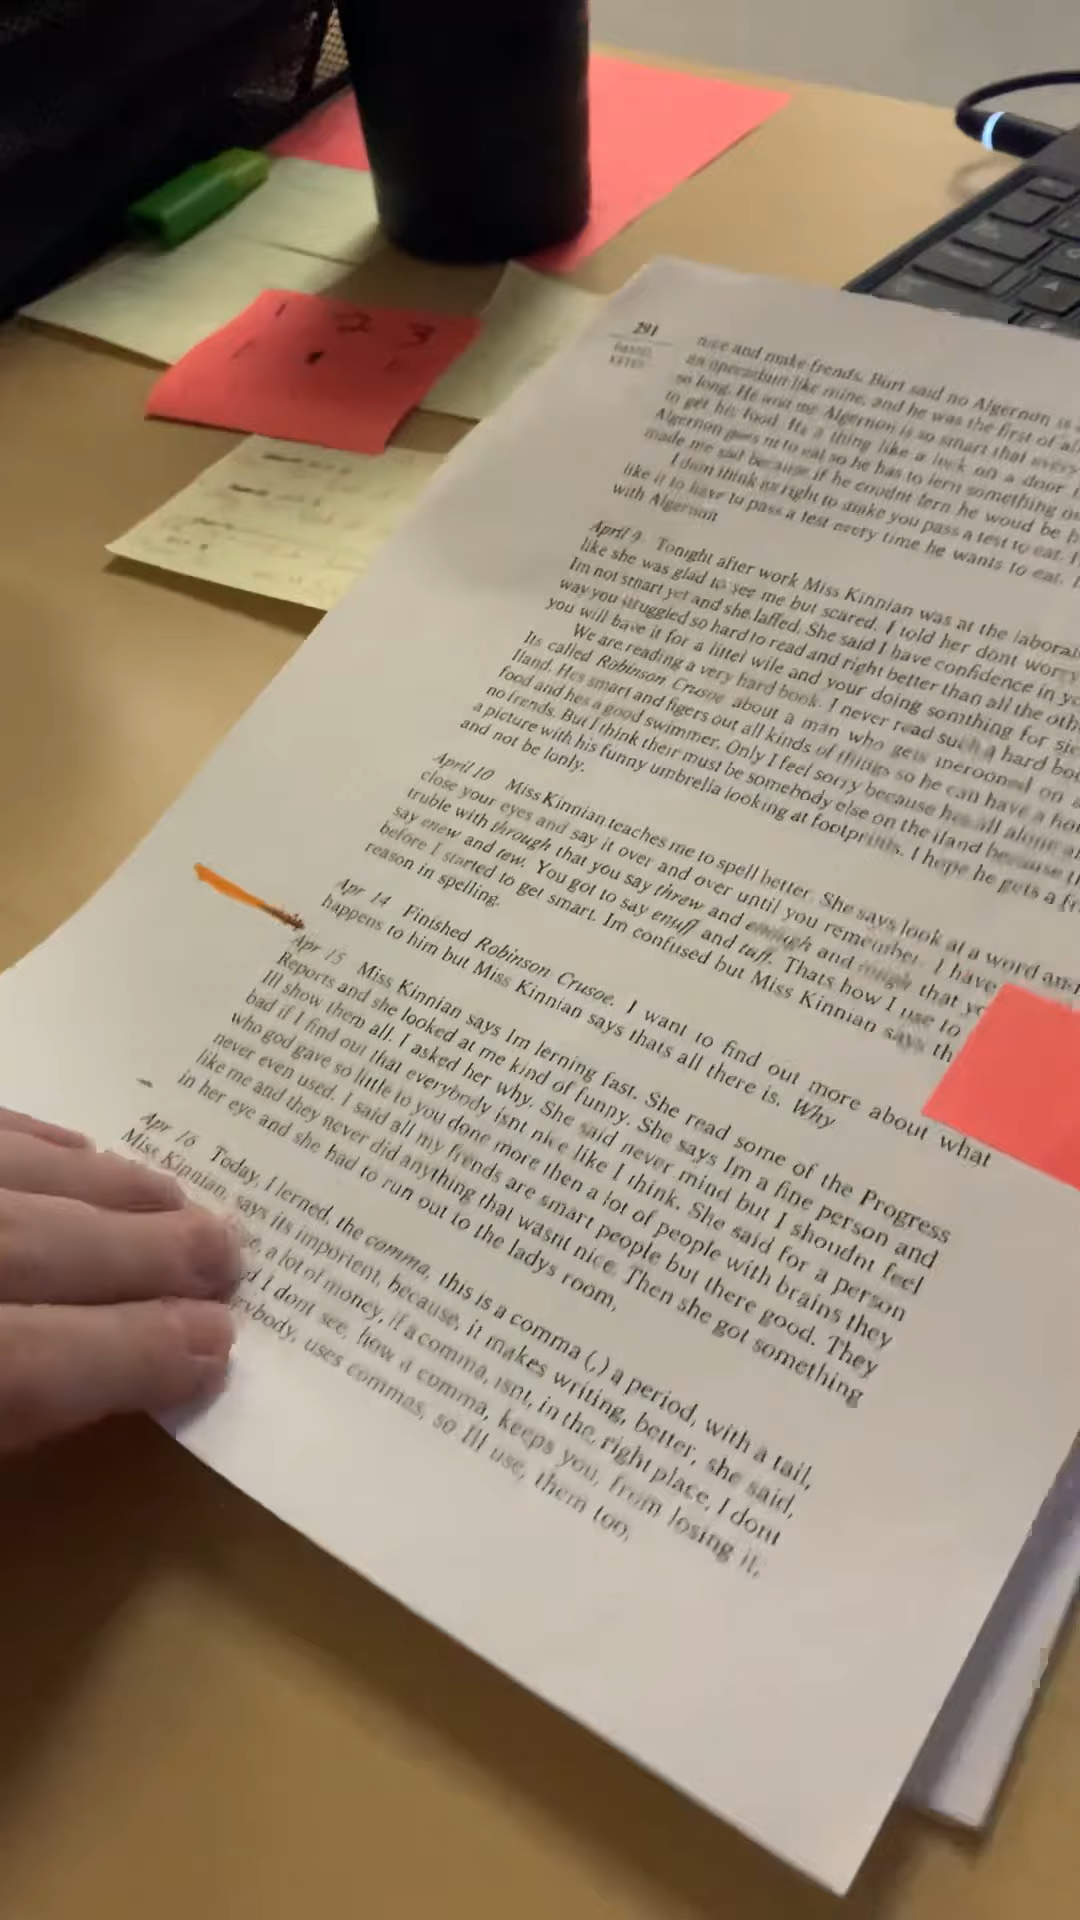 1 2 3
291
DANIEL
KEYES
nice and make frends. Burt said no Algernon is
an operashun like mine, and he was the first of al
so long. He told me Algernon is so smart that every
to get his food. Its a thing like a lock on a door
Algernon goes in to eat so he has to lern something
made me sad because if he coudnt lern he woud be
I dont think its right to make you pass a test to eat.
like it to have to pass a test every time he wants to eat.
with Algernon
April 9 Tonight after work Miss Kinnian was at the laborat
like she was glad to see me but scared. I told her dont worry
Im not smart yet and she laffed. She said I have confidence in yo
way you struggled so hard to read and right better than all the oth
you will have it for a littel wile and your doing somthing for sic
We are reading a very hard book. I never read such a hard boo
Its called Robinson Crusoe about a man who gets merooned on a
Iland. Hes smart and figers out all kinds of things so he can have a hou
food and hes a good swimmer. Only I feel sorry because hes all alone an
no frends. But I think their must be somebody else on the iland because th
a picture with his funny umbrella looking at footprints. I hope he gets a fr
and not be lonly.
April 10 Miss Kinnian teaches me to spell better. She says look at a word and
close your eyes and say it over and over until you remember. I have
truble with through that you say threw and enough and tough that yo
say enew and tew. You got to say enuff and tuff. Thats how I use to
before I started to get smart. Im confused but Miss Kinnian says th
reason in spelling.
Apr 14 Finished Robinson Crusoe. I want to find out more about what
happens to him but Miss Kinnian says thats all there is. Why
Apr 15 Miss Kinnian says Im lerning fast. She read some of the Progress
Reports and she looked at me kind of funny. She says Im a fine person and
Ill show them all. I asked her why. She said never mind but I shoudnt feel
bad if I find out that everybody isnt nice like I think. She said for a person
who god gave so little to you done more then a lot of people with brains they
never even used. I said all my frends are smart people but there good. They
like me and they never did anything that wasnt nice. Then she got something
in her eye and she had to run out to the ladys room.
Apr 16 Today, I lerned, the comma, this is a comma (,) a period, with a tail,
Miss Kinnian, says its importent, because, it makes writing, better, she said,
a lot of money, if a comma, isnt, in the, right place, I dont
I dont see, how a comma, keeps you, from losing it,
uses commas, so Ill use, them too,